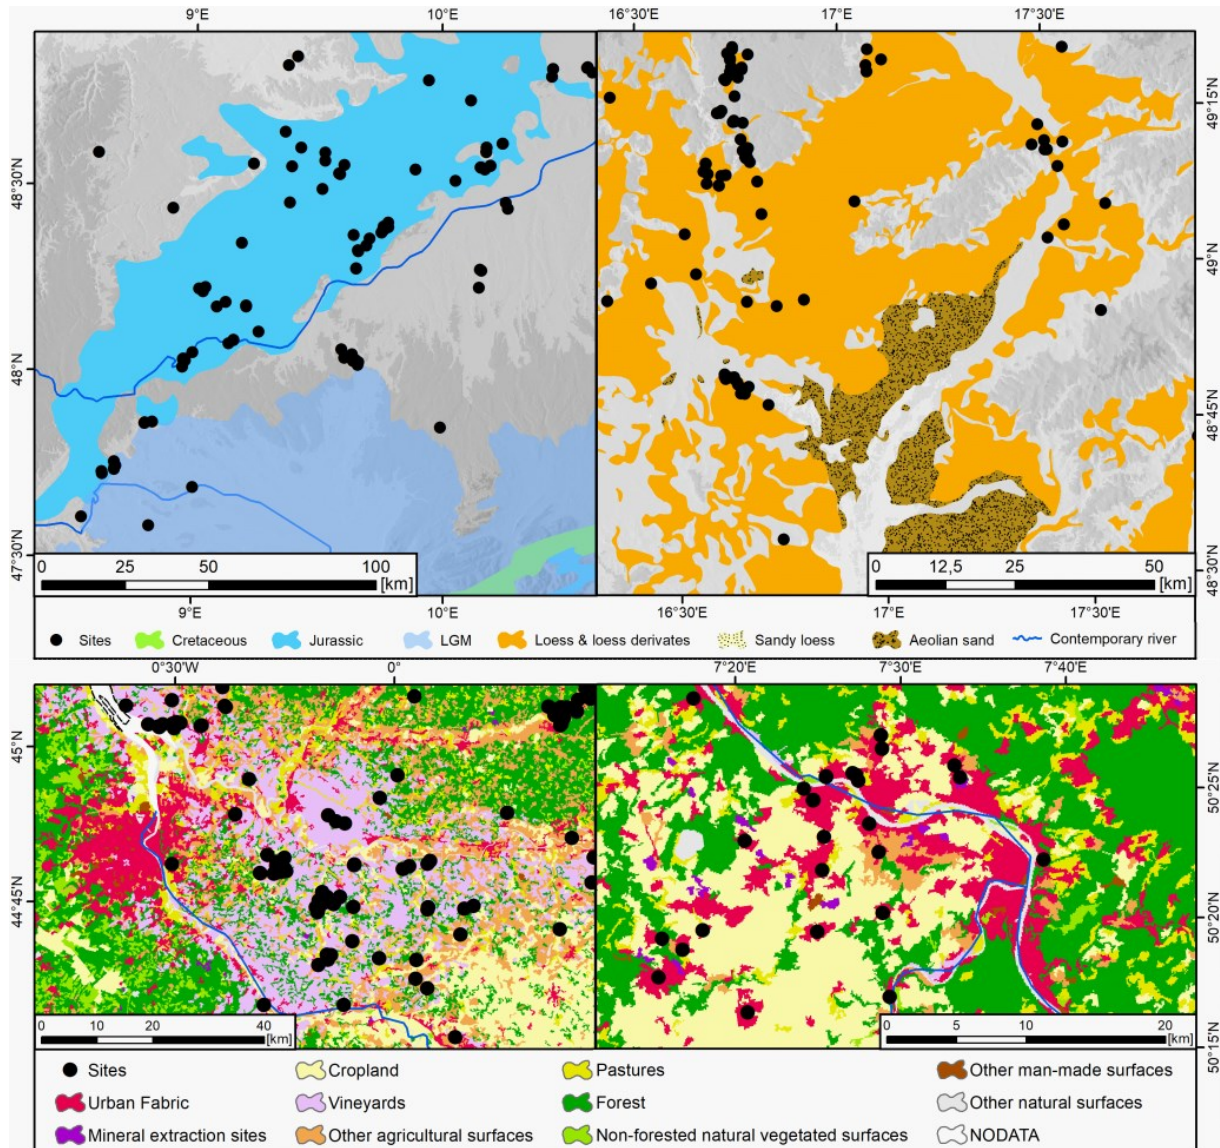 9°E 10°E 16°30'E 17°E 17°30'E
49°15'N
48°30'N
49°N
48°N
48°45'N
47°30'N
48°30'N
0 25 50 100 [km]
0 12,5 25 50 [km]
9°E 10°E 16°30'E 17°E 17°30'E
Sites Cretaceous Jurassic LGM Loess & loess derivates Sandy loess Aeolian sand Contemporary river
0°30'W 0° 7°20'E 7°30'E 7°40'E
45°N
50°25'N
44°45'N
50°20'N
0 10 20 40 [km]
0 5 10 20 [km]
50°15'N
Sites Cropland Pastures Other man-made surfaces
Urban Fabric Vineyards Forest Other natural surfaces
Mineral extraction sites Other agricultural surfaces Non-forested natural vegetated surfaces NODATA